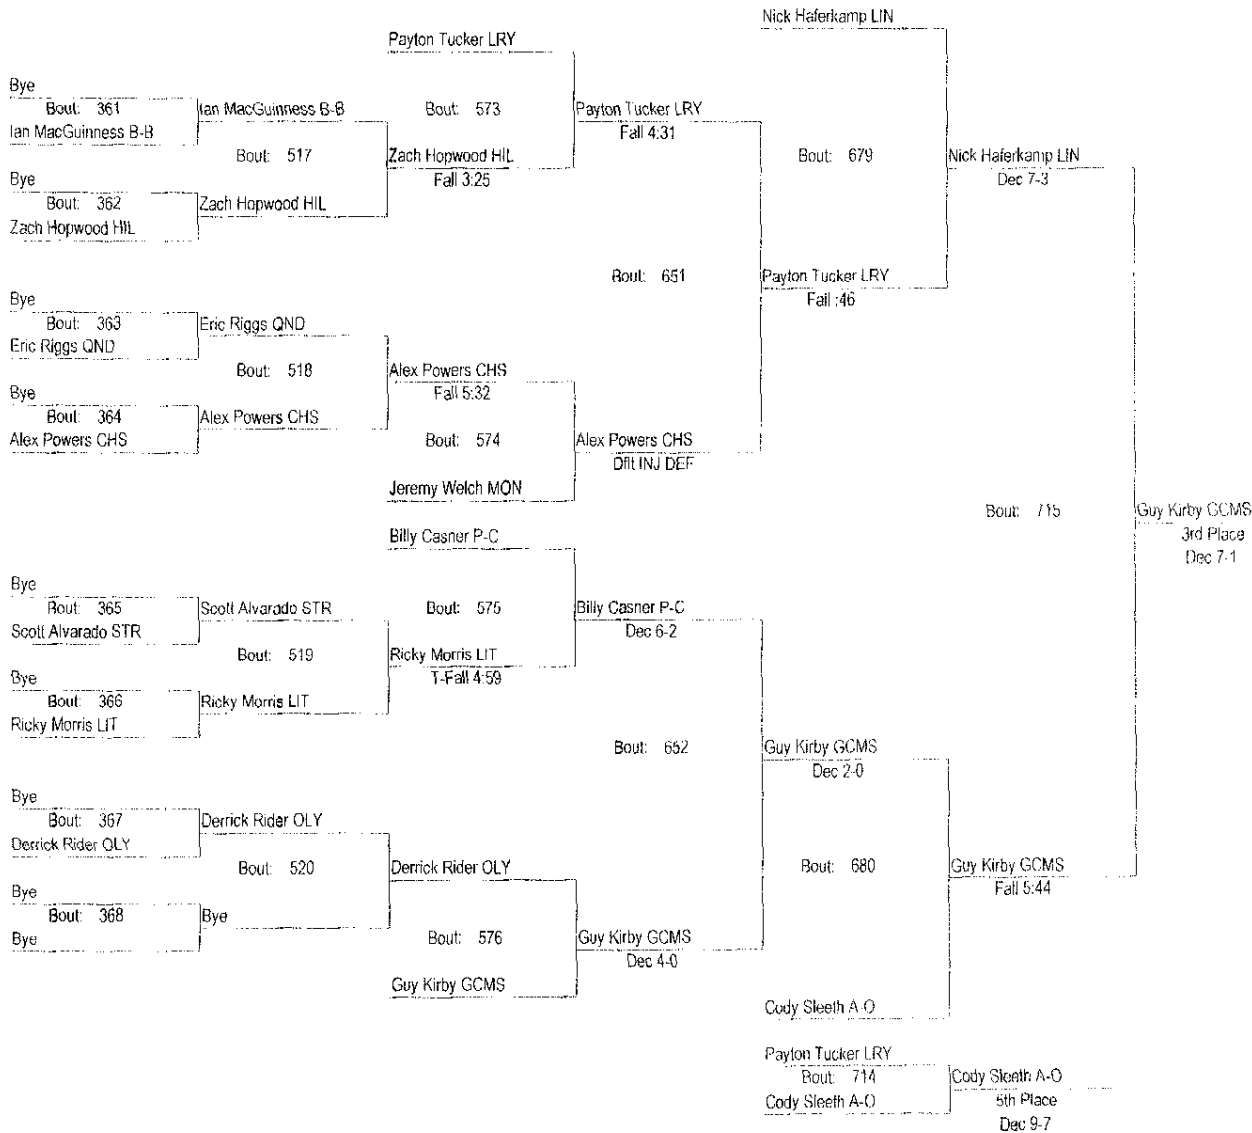 Nick Haferkamp LIN
Payton Tucker LRY
Bye
Bout: 361
Ian MacGuinness B-B
Ian MacGuinness B-B
Bout: 573
Payton Tucker LRY
Fall 4:31
Bout: 517
Zach Hopwood HIL
Fall 3:25
Bout: 679
Nick Haferkamp LIN
Dec 7-3
Bye
Bout: 362
Zach Hopwood HIL
Zach Hopwood HIL
Bout: 651
Payton Tucker LRY
Fall :46
Bye
Bout: 363
Eric Riggs QND
Eric Riggs QND
Bout: 518
Alex Powers CHS
Fall 5:32
Bye
Bout: 364
Alex Powers CHS
Alex Powers CHS
Bout: 574
Alex Powers CHS
Dflt INJ DEF
Jeremy Welch MON
Bout: 715
Guy Kirby GCMS
3rd Place
Dec 7-1
Billy Casner P-C
Bye
Bout: 365
Scott Alvarado STR
Scott Alvarado STR
Bout: 575
Billy Casner P-C
Dec 6-2
Bout: 519
Ricky Morris LIT
T-Fall 4:59
Bye
Bout: 366
Ricky Morris LIT
Ricky Morris LIT
Bout: 652
Guy Kirby GCMS
Dec 2-0
Bye
Bout: 367
Derrick Rider OLY
Derrick Rider OLY
Bout: 520
Derrick Rider OLY
Bout: 680
Guy Kirby GCMS
Fall 5:44
Bye
Bout: 368
Bye
Bye
Bout: 576
Guy Kirby GCMS
Dec 4-0
Guy Kirby GCMS
Cody Sleeth A-O
Payton Tucker LRY
Bout: 714
Cody Sleeth A-O
Cody Sleeth A-O
5th Place
Dec 9-7